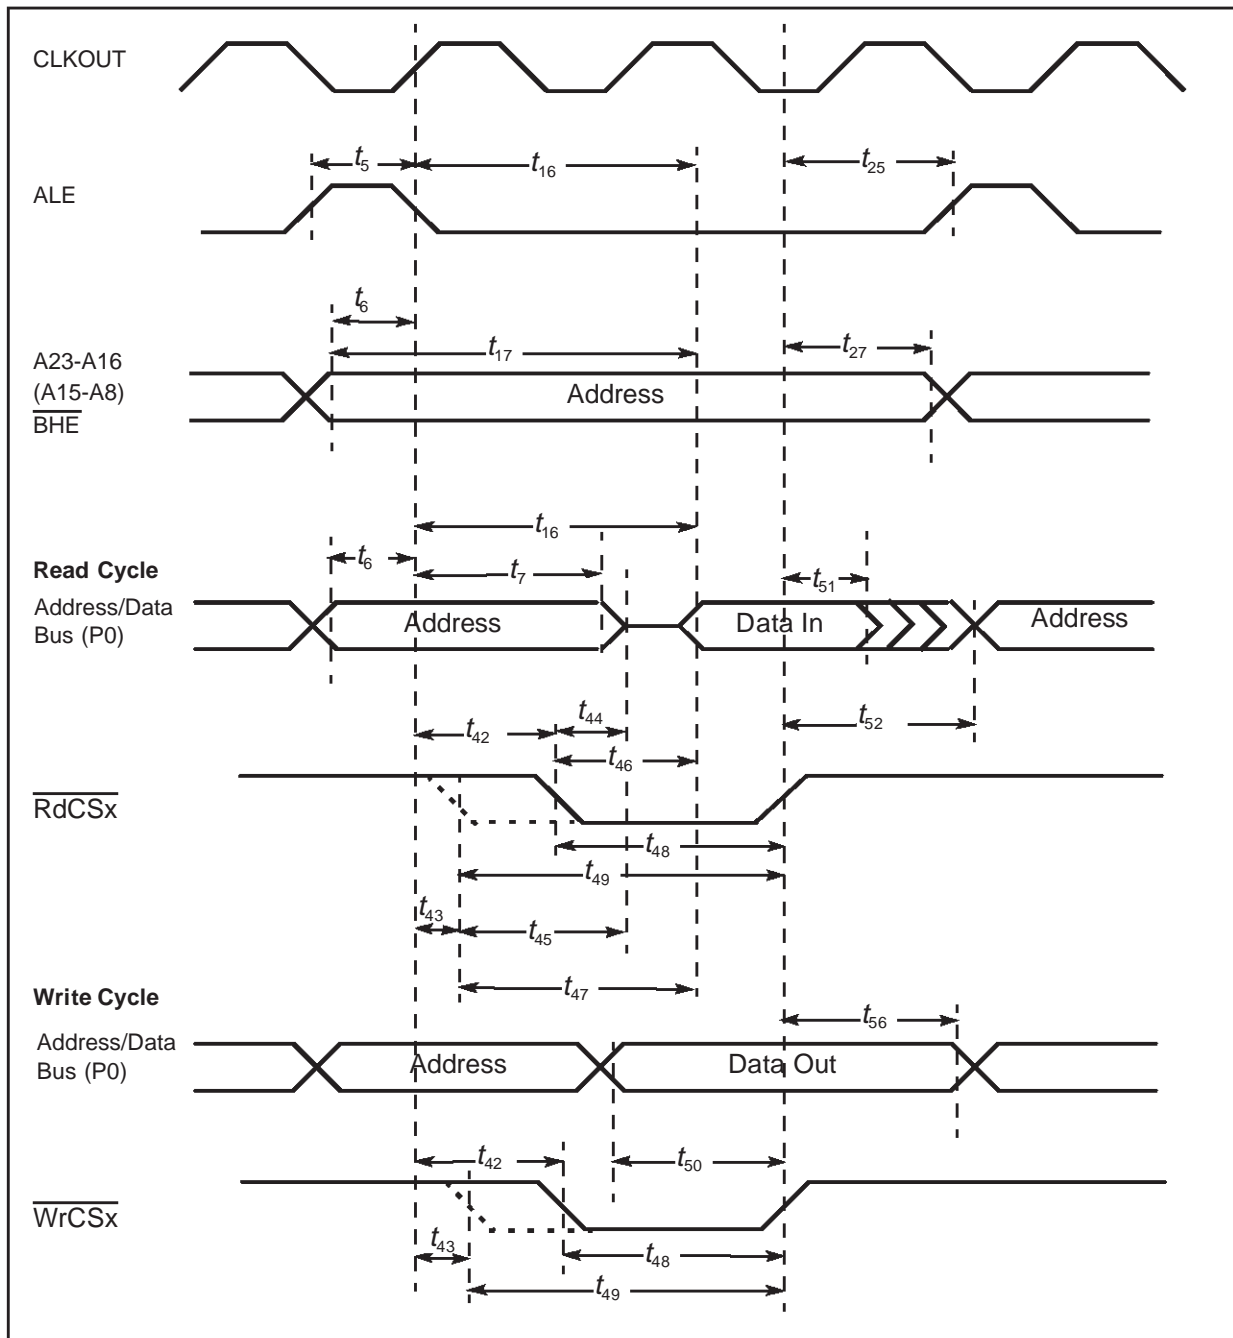 CLKOUT
t5
t16
t25
ALE
t6
t17
t27
A23-A16
(A15-A8)
BHE
Address
t16
t6
t7
t51
Read Cycle
Address/Data
Bus (P0)
Address
Data In
Address
t42
t44
t52
t46
RdCSx
t48
t49
t43
t45
t47
Write Cycle
t56
Address/Data
Bus (P0)
Address
Data Out
t42
t50
WrCSx
t43
t48
t49